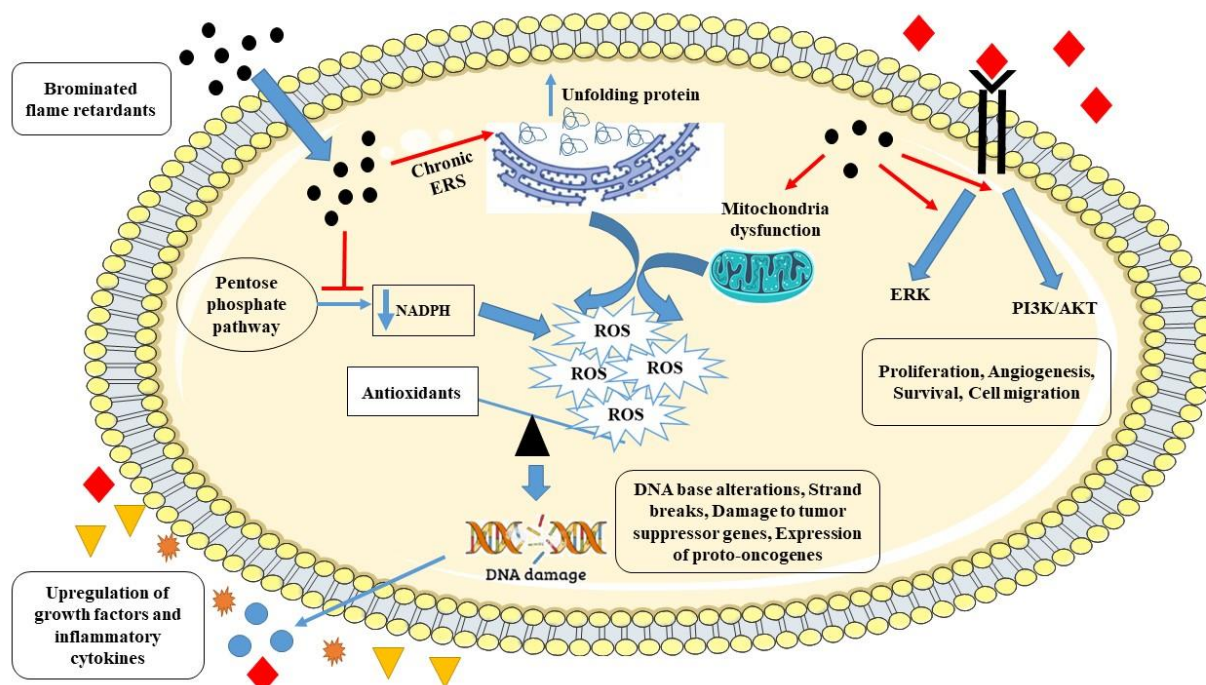 Brominated
flame retardants
Unfolding protein
Chronic
ERS
Mitochondria
dysfunction
Pentose
phosphate
pathway
NADPH
ERK
PI3K/AKT
ROS
ROS
ROS
ROS
Antioxidants
Proliferation, Angiogenesis,
Survival, Cell migration
DNA base alterations, Strand
breaks, Damage to tumor
suppressor genes, Expression
of proto-oncogenes
DNA damage
Upregulation of
growth factors and
inflammatory
cytokines